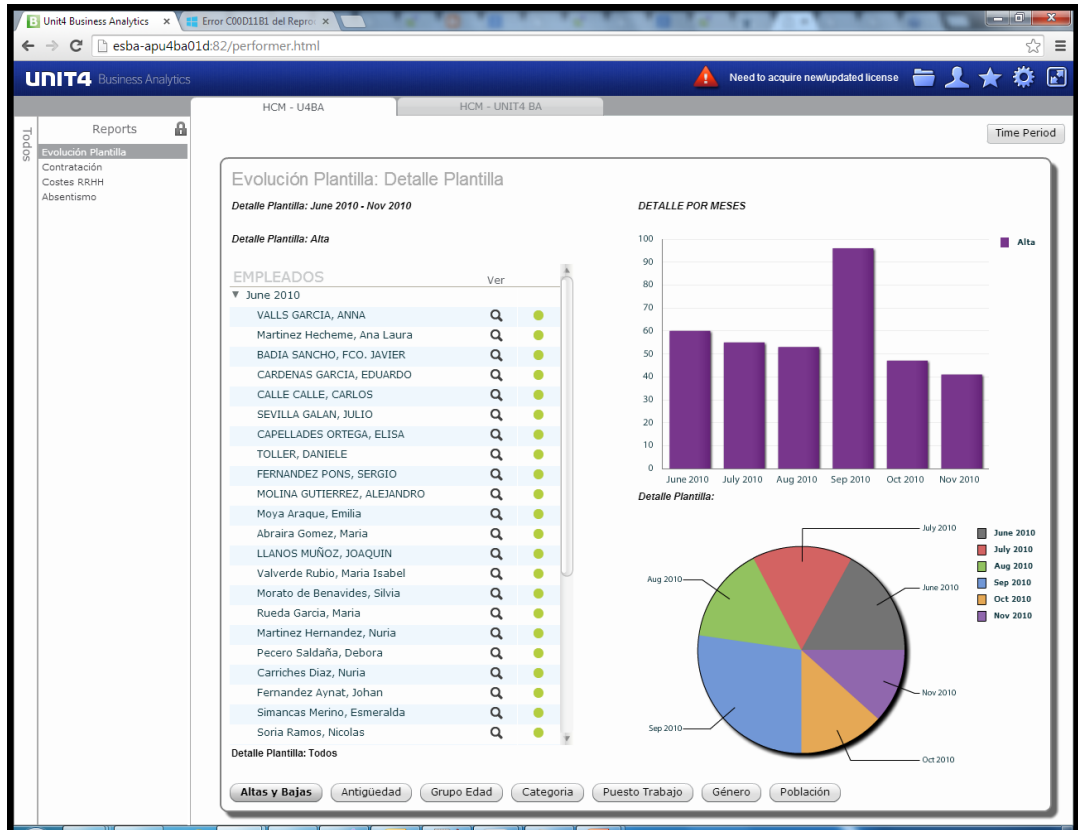 Unit4 Business Analytics
Error C00D11B1 del Repro
esba-apu4ba01d:82/performer.html
UNIT4 Business Analytics
Need to acquire new/updated license
HCM - U4BA
HCM - UNIT4 BA
Time Period
Todos
Reports
Evolución Plantilla
Contratación
Costes RRHH
Absentismo
Evolución Plantilla: Detalle Plantilla
Detalle Plantilla: June 2010 - Nov 2010
Detalle Plantilla: Alta
EMPLEADOS Ver
June 2010
VALLS GARCIA, ANNA
Martinez Hecheme, Ana Laura
BADIA SANCHO, FCO. JAVIER
CARDENAS GARCIA, EDUARDO
CALLE CALLE, CARLOS
SEVILLA GALAN, JULIO
CAPELLADES ORTEGA, ELISA
TOLLER, DANIELE
FERNANDEZ PONS, SERGIO
MOLINA GUTIERREZ, ALEJANDRO
Moya Araque, Emilia
Abraira Gomez, Maria
LLANOS MUÑOZ, JOAQUIN
Valverde Rubio, Maria Isabel
Morato de Benavides, Silvia
Rueda Garcia, Maria
Martinez Hernandez, Nuria
Pecero Saldaña, Debora
Carriches Diaz, Nuria
Fernandez Aynat, Johan
Simancas Merino, Esmeralda
Soria Ramos, Nicolas
Detalle Plantilla: Todos
DETALLE POR MESES
100
90
80
70
60
50
40
30
20
10
0
June 2010 July 2010 Aug 2010 Sep 2010 Oct 2010 Nov 2010
Alta
Detalle Plantilla:
July 2010
June 2010
Aug 2010
Nov 2010
Sep 2010
Oct 2010
June 2010
July 2010
Aug 2010
Sep 2010
Oct 2010
Nov 2010
Altas y Bajas Antigüedad Grupo Edad Categoria Puesto Trabajo Género Población